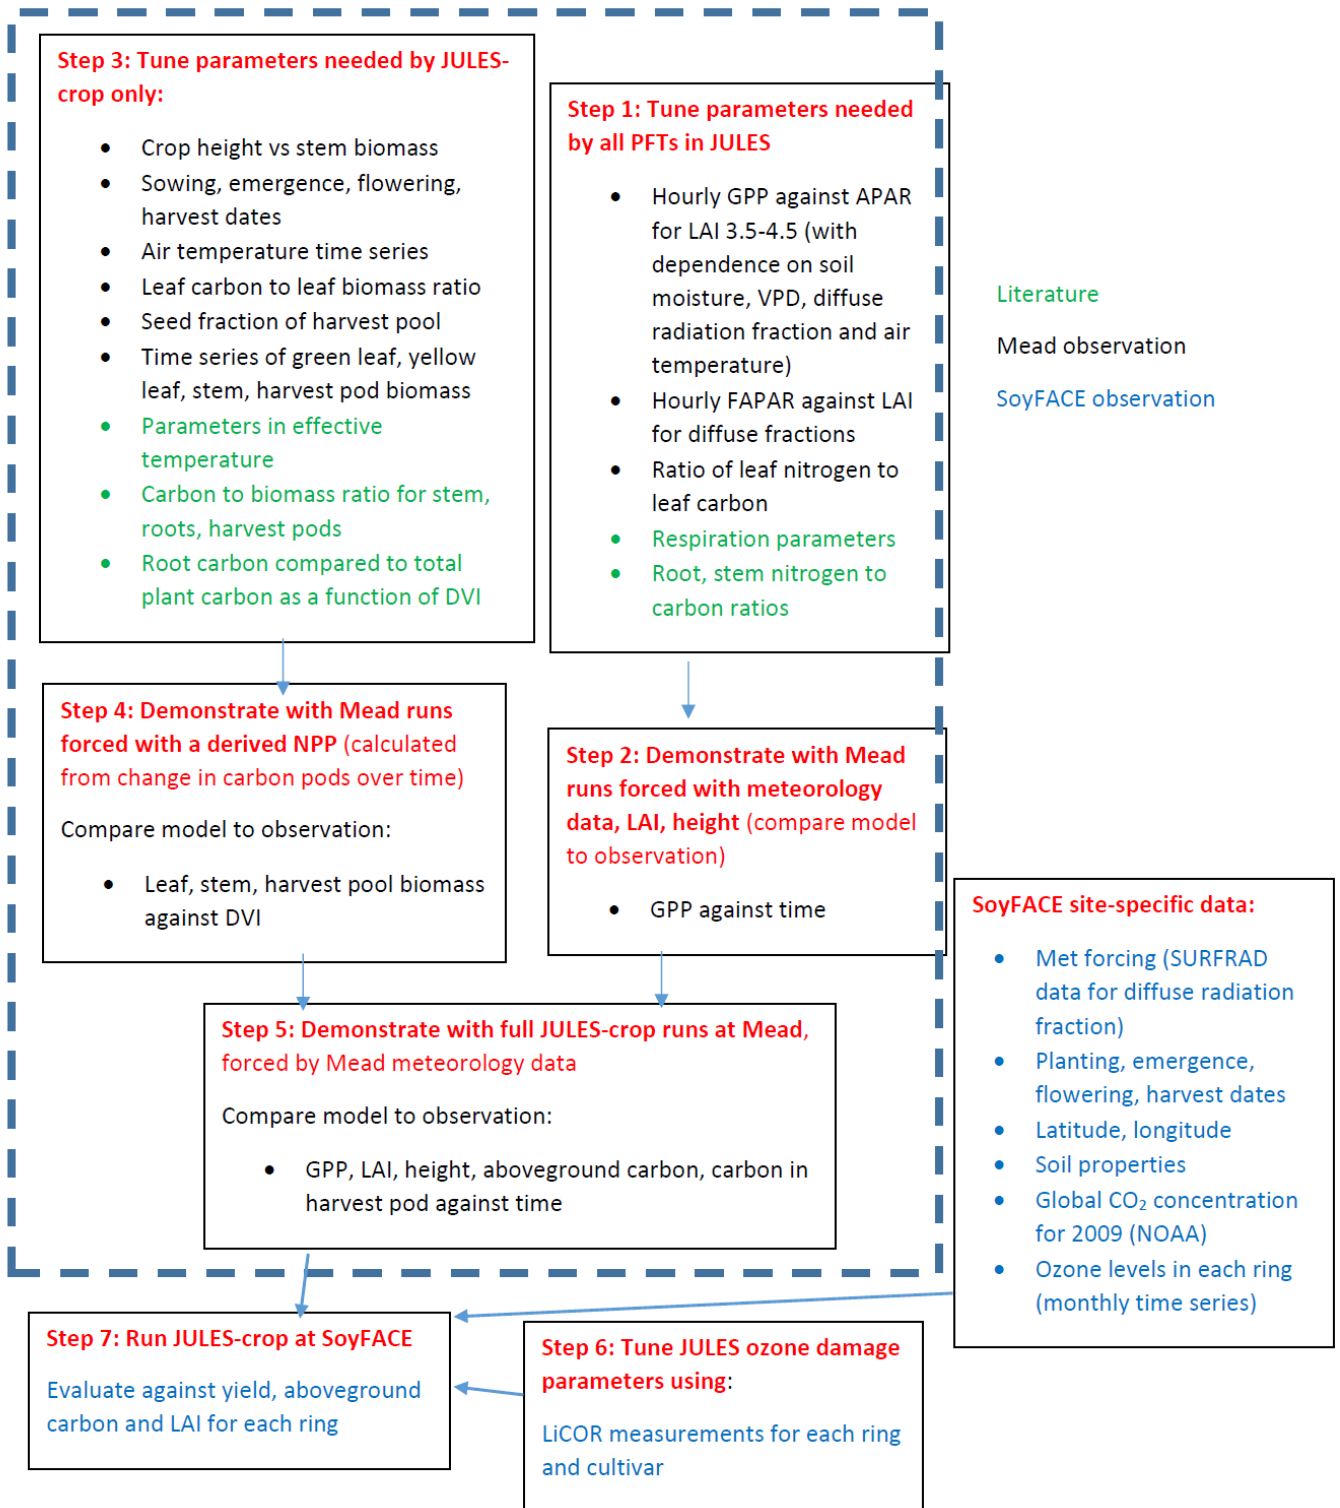 Step 3: Tune parameters needed by JULES-
crop only:
Crop height vs stem biomass
Sowing, emergence, flowering,
harvest dates
Air temperature time series
Leaf carbon to leaf biomass ratio
Seed fraction of harvest pool
Time series of green leaf, yellow
leaf, stem, harvest pod biomass
Parameters in effective
temperature
Carbon to biomass ratio for stem,
roots, harvest pods
Root carbon compared to total
plant carbon as a function of DVI
Step 1: Tune parameters needed
by all PFTs in JULES
Hourly GPP against APAR
for LAI 3.5-4.5 (with
dependence on soil
moisture, VPD, diffuse
radiation fraction and air
temperature)
Hourly FAPAR against LAI
for diffuse fractions
Ratio of leaf nitrogen to
leaf carbon
Respiration parameters
Root, stem nitrogen to
carbon ratios
Literature
Mead observation
SoyFACE observation
Step 4: Demonstrate with Mead runs
forced with a derived NPP (calculated
from change in carbon pods over time)
Compare model to observation:
Leaf, stem, harvest pool biomass
against DVI
Step 2: Demonstrate with Mead
runs forced with meteorology
data, LAI, height (compare model
to observation)
GPP against time
SoyFACE site-specific data:
Met forcing (SURFRAD
data for diffuse radiation
fraction)
Planting, emergence,
flowering, harvest dates
Latitude, longitude
Soil properties
Global CO₂ concentration
for 2009 (NOAA)
Ozone levels in each ring
(monthly time series)
Step 5: Demonstrate with full JULES-crop runs at Mead,
forced by Mead meteorology data
Compare model to observation:
GPP, LAI, height, aboveground carbon, carbon in
harvest pod against time
Step 7: Run JULES-crop at SoyFACE
Evaluate against yield, aboveground
carbon and LAI for each ring
Step 6: Tune JULES ozone damage
parameters using:
LiCOR measurements for each ring
and cultivar